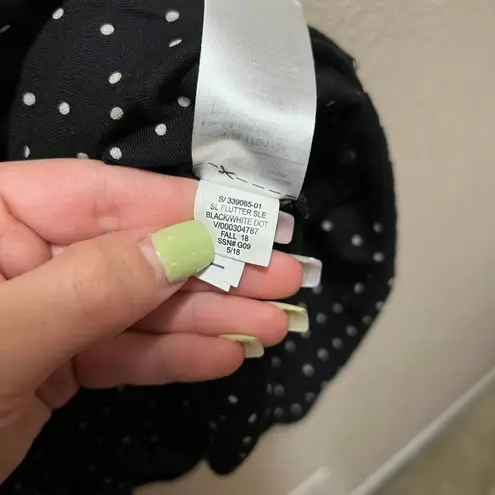 S/ 339065-01
SL FLUTTER SLE
BLACK/WHITE DOT
V/000304787
FALL 18
SSN# G09
5/18